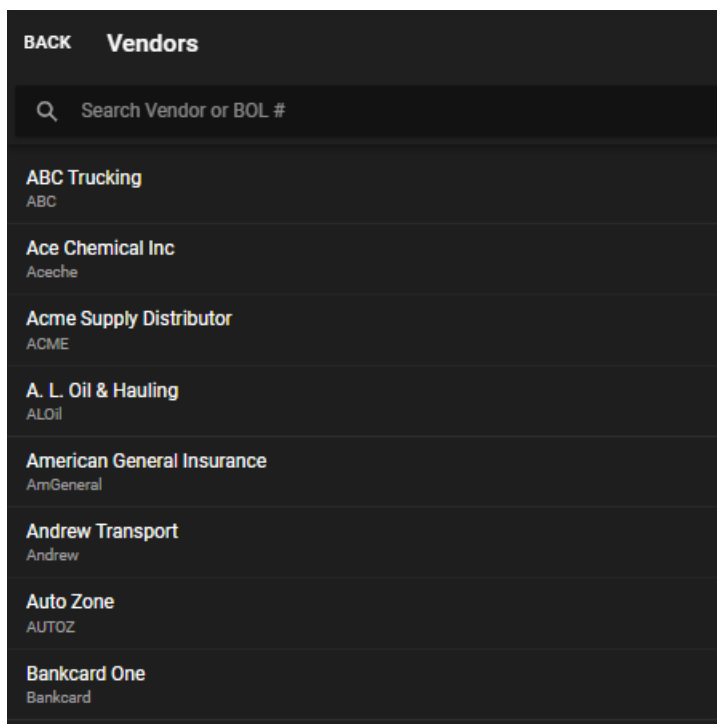 BACK Vendors
Search Vendor or BOL #
ABC Trucking
ABC
Ace Chemical Inc
Aceche
Acme Supply Distributor
ACME
A. L. Oil & Hauling
ALOil
American General Insurance
AmGeneral
Andrew Transport
Andrew
Auto Zone
AUTOZ
Bankcard One
Bankcard